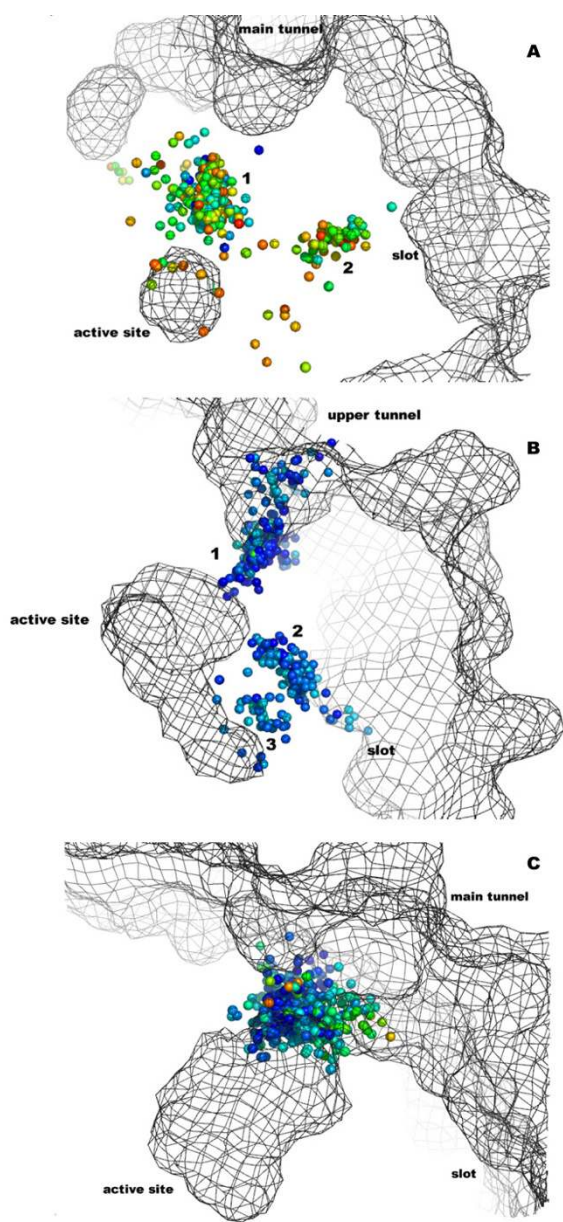 main tunnel
A
1
2
slot
active site
upper tunnel
B
1
active site
2
3
slot
C
main tunnel
active site
slot